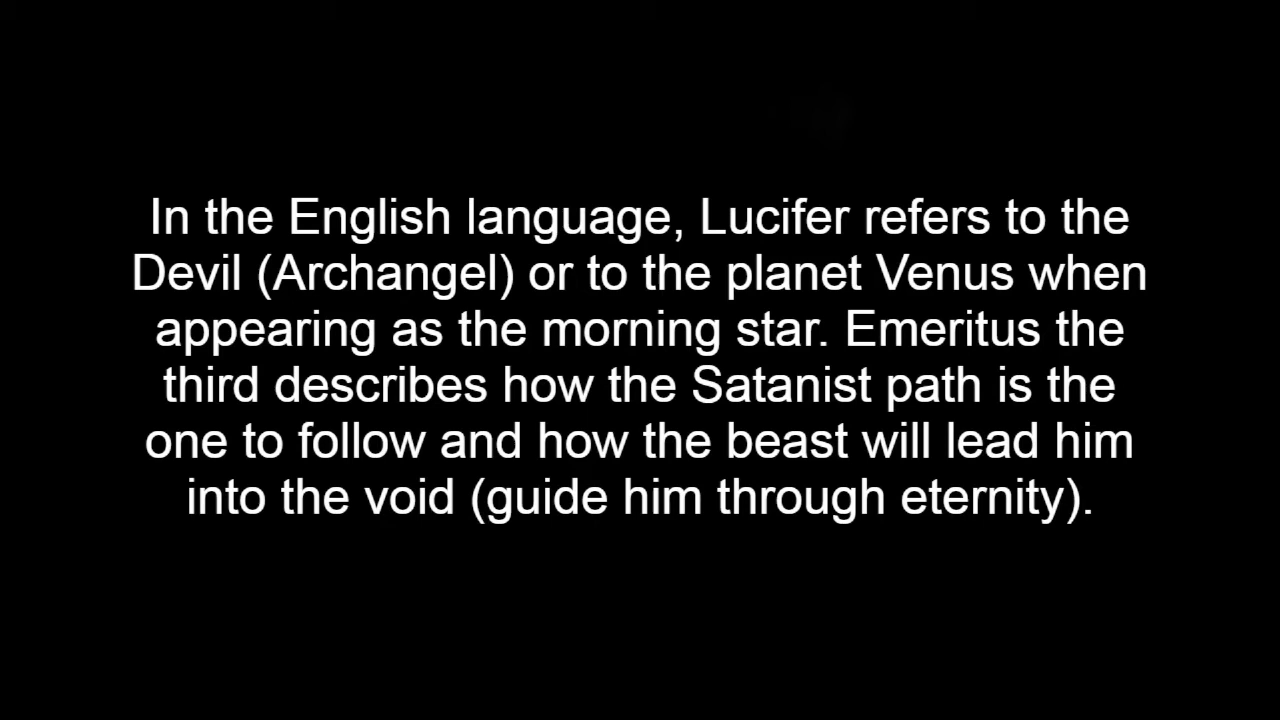 In the English language, Lucifer refers to the
Devil (Archangel) or to the planet Venus when
appearing as the morning star. Emeritus the
third describes how the Satanist path is the
one to follow and how the beast will lead him
into the void (guide him through eternity).